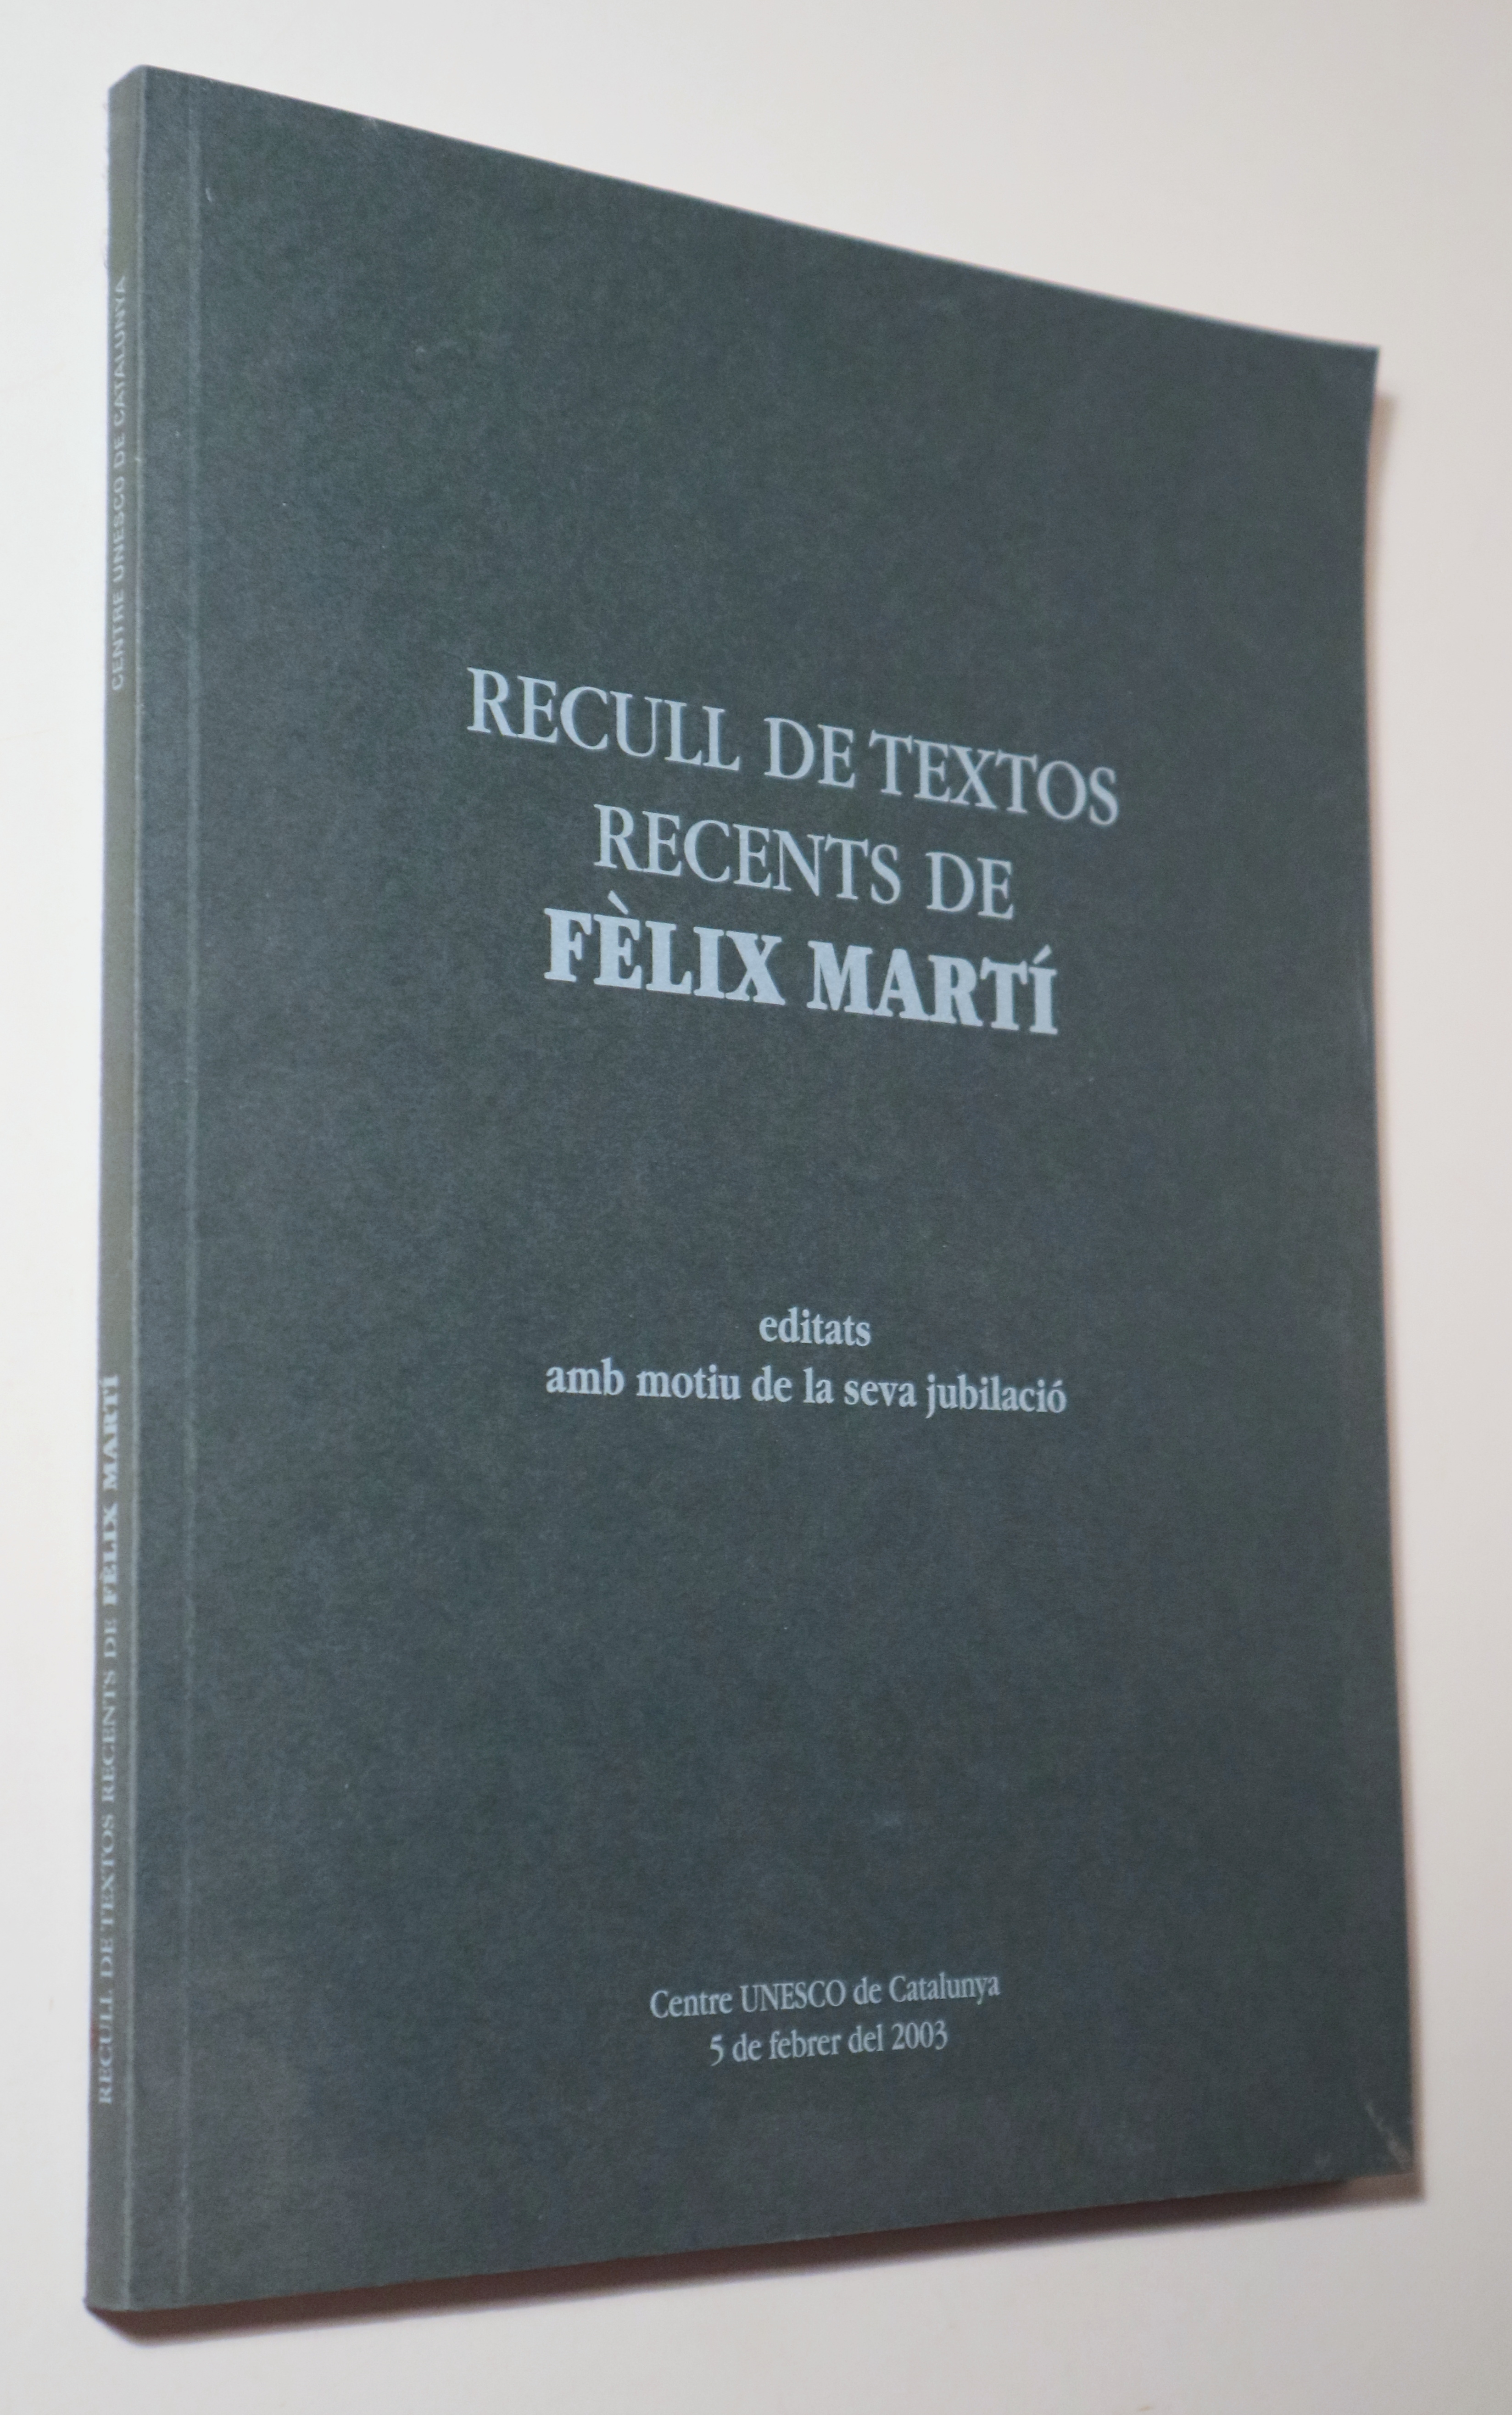 RECULL DE TEXTOS
RECENTS DE
FÈLIX MARTÍ
editats
amb motiu de la seva jubilació
Centre UNESCO de Catalunya
5 de febrer del 2003
RECULL DE TEXTOS RECENTS DE FÈLIX MARTÍ
CENTRE UNESCO DE CATALUNYA